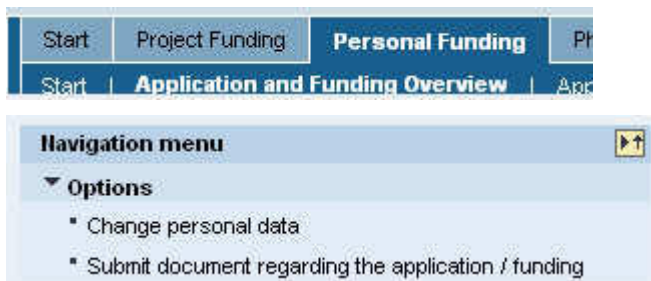 Start Project Funding Personal Funding
Start | Application and Funding Overview |
Navigation menu
Options
Change personal data
Submit document regarding the application / funding